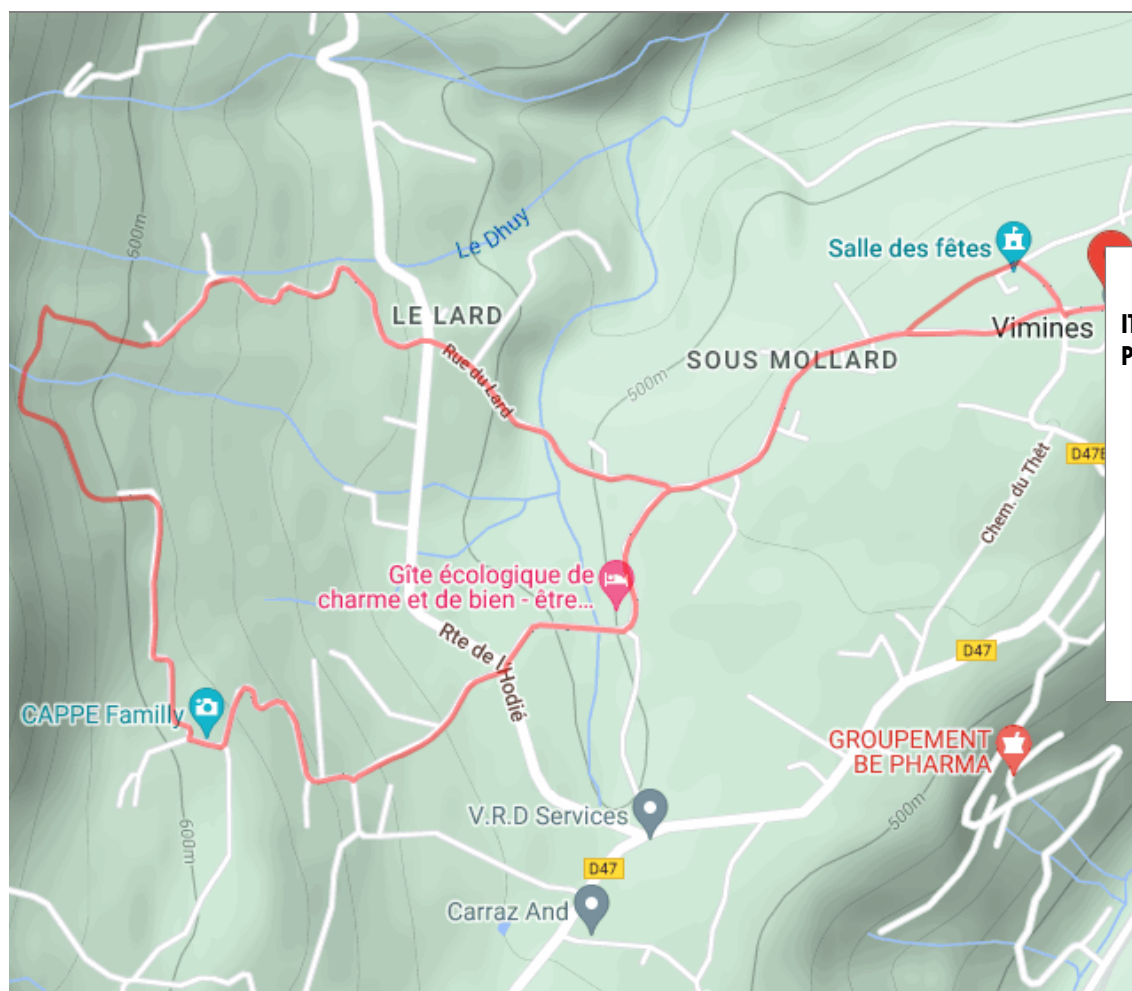 600m
Le Dhuy
Salle des fêtes
LE LARD
Vimines
IT
P
Rue du Lard
SOUS MOLLARD
500m
D47E
Chem. du Thêt
Gîte écologique de
charme et de bien - être...
Rte de l'Hodié
D47
CAPPE Familly
GROUPEMENT
BE PHARMA
V.R.D Services
500m
600m
D47
Carraz And